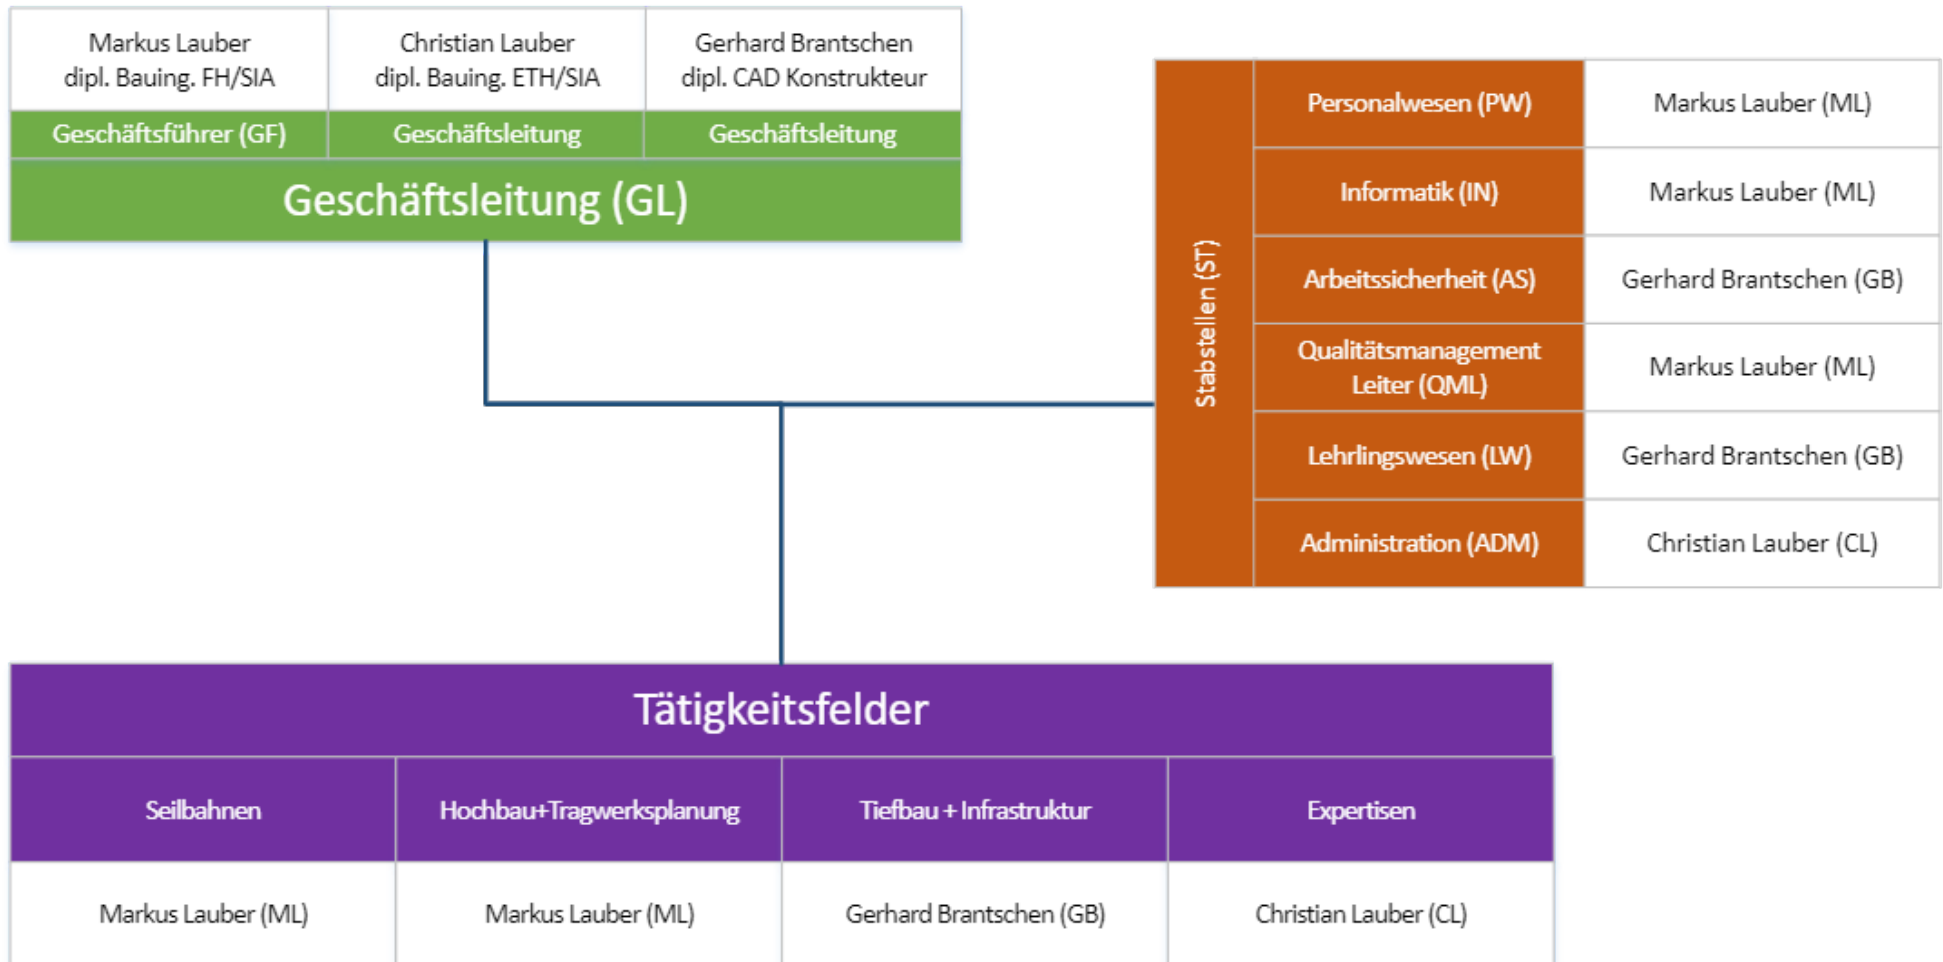 Markus Lauber
dipl. Bauing. FH/SIA
Christian Lauber
dipl. Bauing. ETH/SIA
Gerhard Brantschen
dipl. CAD Konstrukteur
Geschäftsführer (GF)
Geschäftsleitung
Geschäftsleitung
Geschäftsleitung (GL)
Stabstellen (ST)
Personalwesen (PW)
Markus Lauber (ML)
Informatik (IN)
Markus Lauber (ML)
Arbeitssicherheit (AS)
Gerhard Brantschen (GB)
Qualitätsmanagement
Leiter (QML)
Markus Lauber (ML)
Lehrlingswesen (LW)
Gerhard Brantschen (GB)
Administration (ADM)
Christian Lauber (CL)
Tätigkeitsfelder
Seilbahnen
Hochbau+Tragwerksplanung
Tiefbau + Infrastruktur
Expertisen
Markus Lauber (ML)
Markus Lauber (ML)
Gerhard Brantschen (GB)
Christian Lauber (CL)